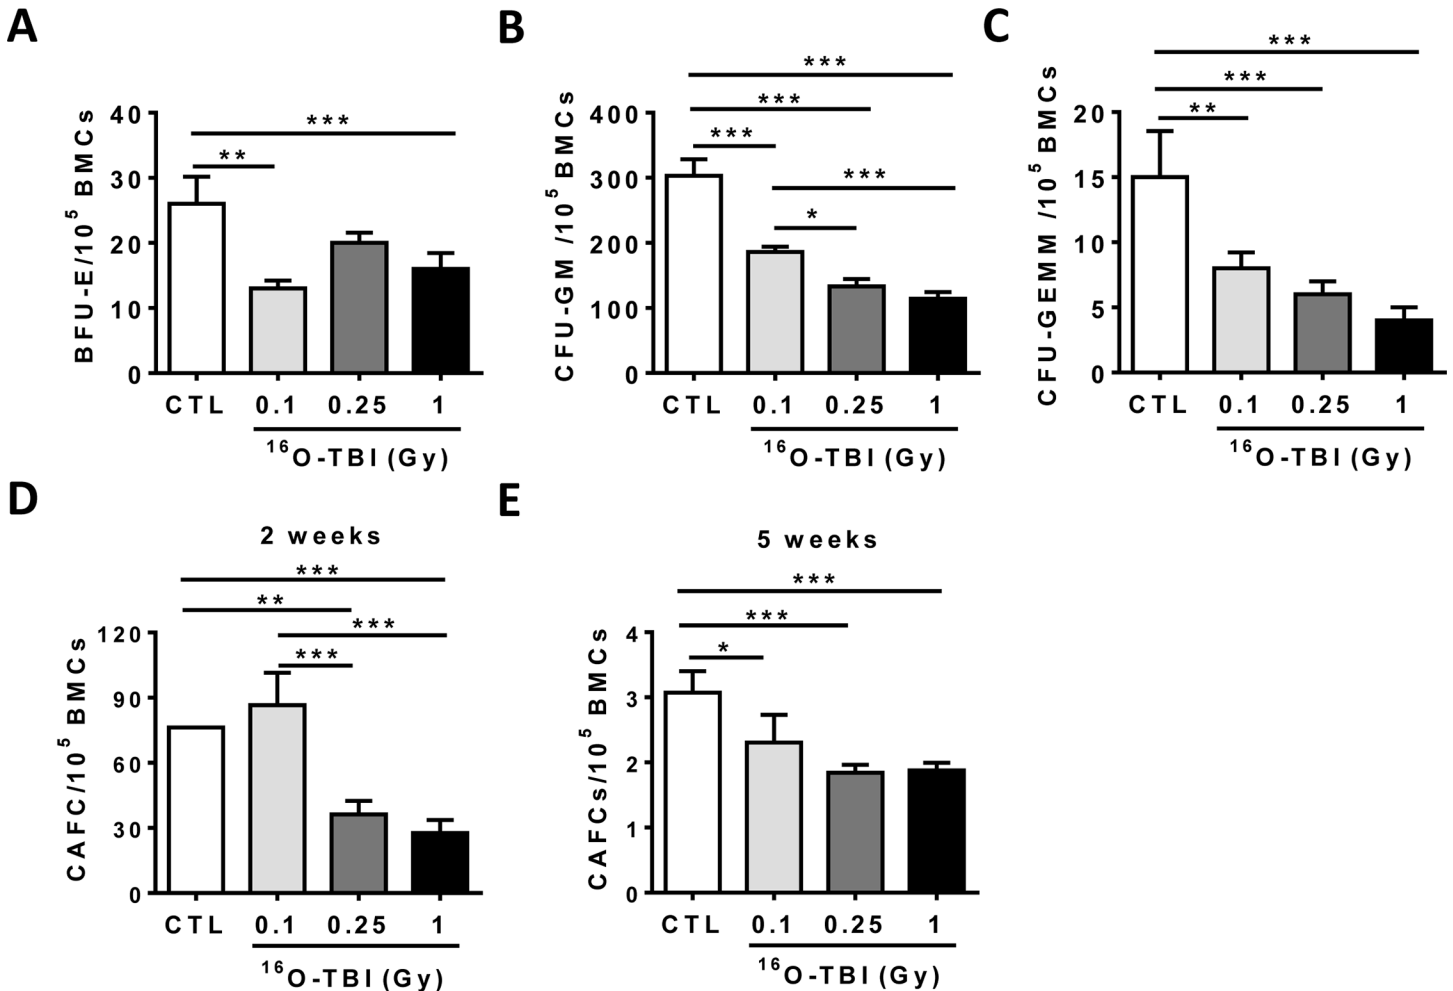 A
BFU-E/10⁵ BMCs
40
30
20
10
0
***
**
CTL 0.1 0.25 1
¹⁶O-TBI (Gy)
B
CFU-GM /10⁵ BMCs
400
300
200
100
0
***
***
***
***
*
CTL 0.1 0.25 1
¹⁶O-TBI (Gy)
C
CFU-GEMM /10⁵ BMCs
20
15
10
5
0
***
***
**
CTL 0.1 0.25 1
¹⁶O-TBI (Gy)
D
2 weeks
CAFC/10⁵ BMCs
120
90
60
30
0
***
**
***
***
CTL 0.1 0.25 1
¹⁶O-TBI (Gy)
E
5 weeks
CAFCs/10⁵ BMCs
4
3
2
1
0
***
***
*
CTL 0.1 0.25 1
¹⁶O-TBI (Gy)